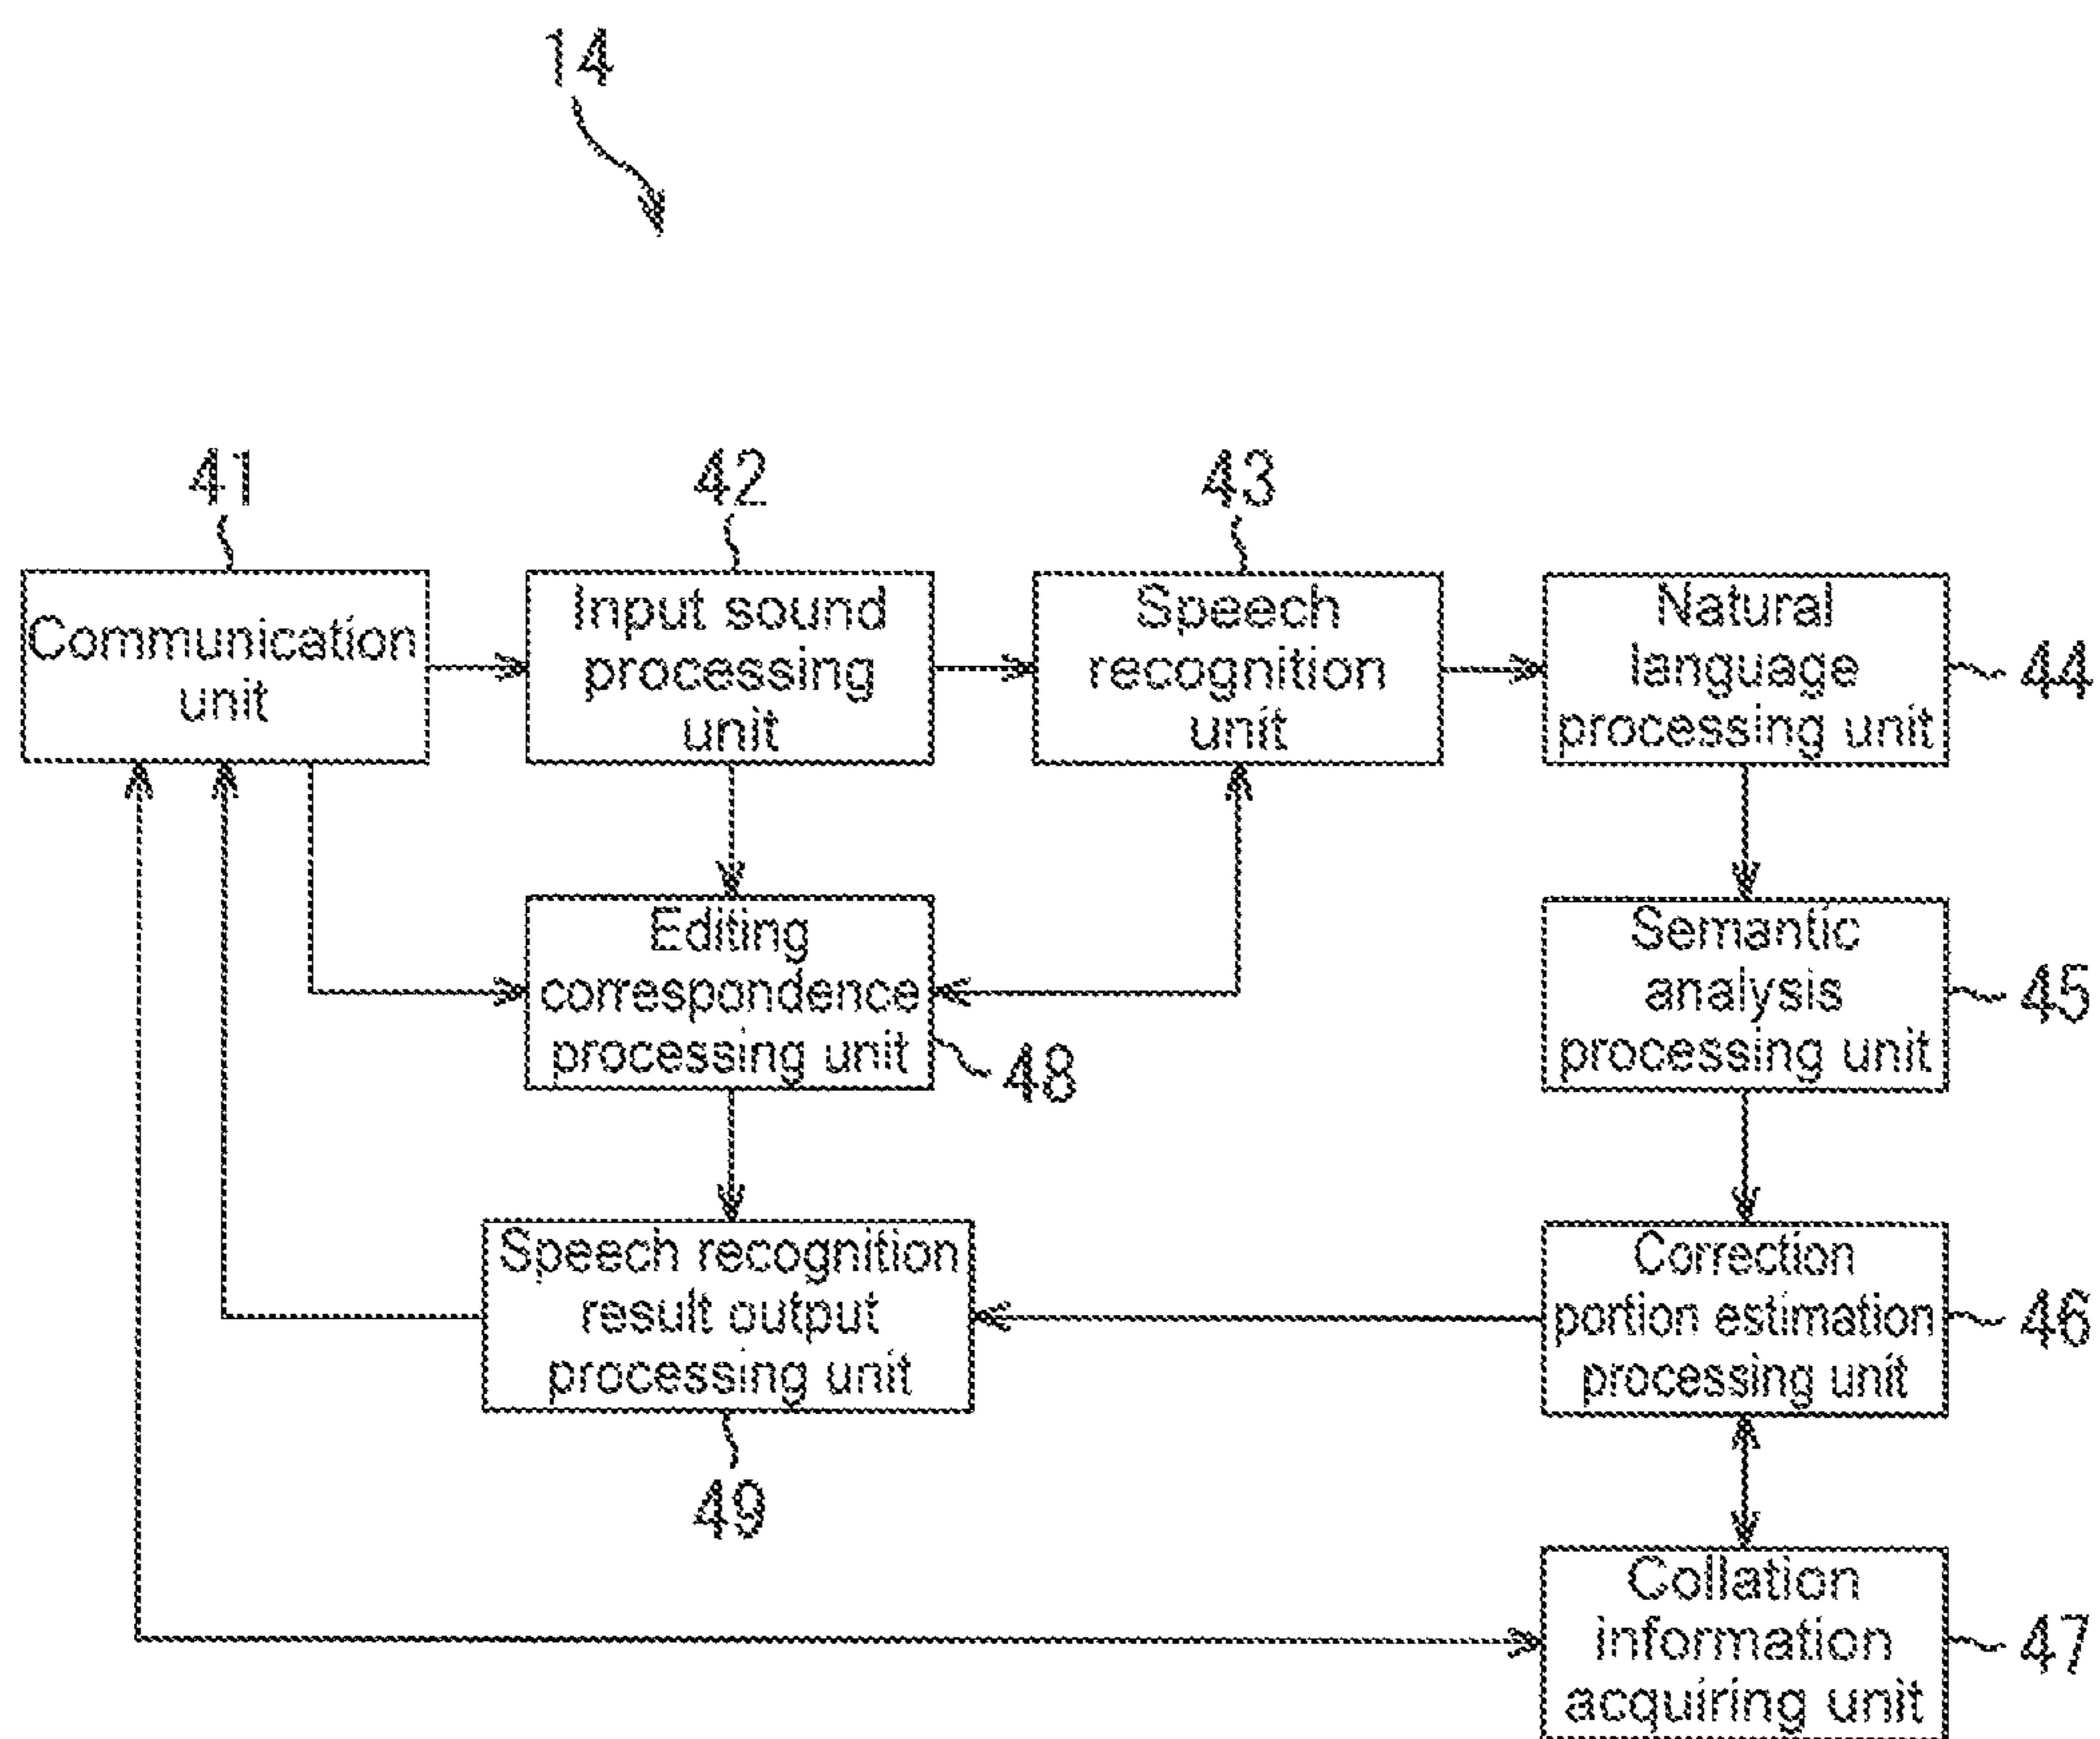 14
41
42
43
Communication
unit
Input sound
processing
unit
Speech
recognition
unit
Natural
language
processing unit
44
Editing
correspondence
processing unit
48
Semantic
analysis
processing unit
45
Speech recognition
result output
processing unit
49
Correction
portion estimation
processing unit
46
Collation
information
acquiring unit
47